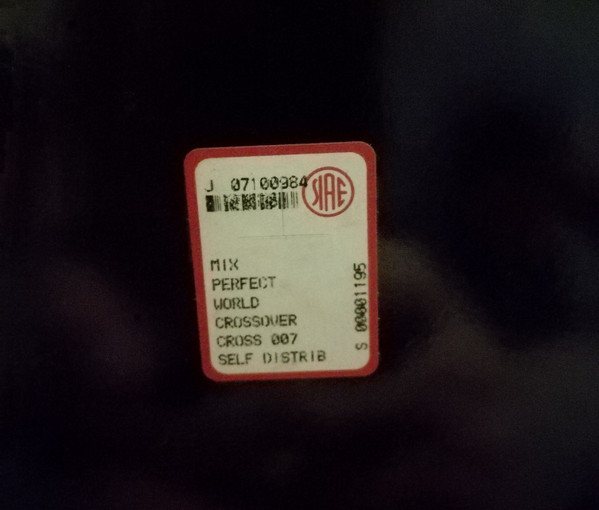 J 07100984
SIAE
MIX
PERFECT
WORLD
CROSSOVER
CROSS 007
SELF DISTRIB
S 00001195